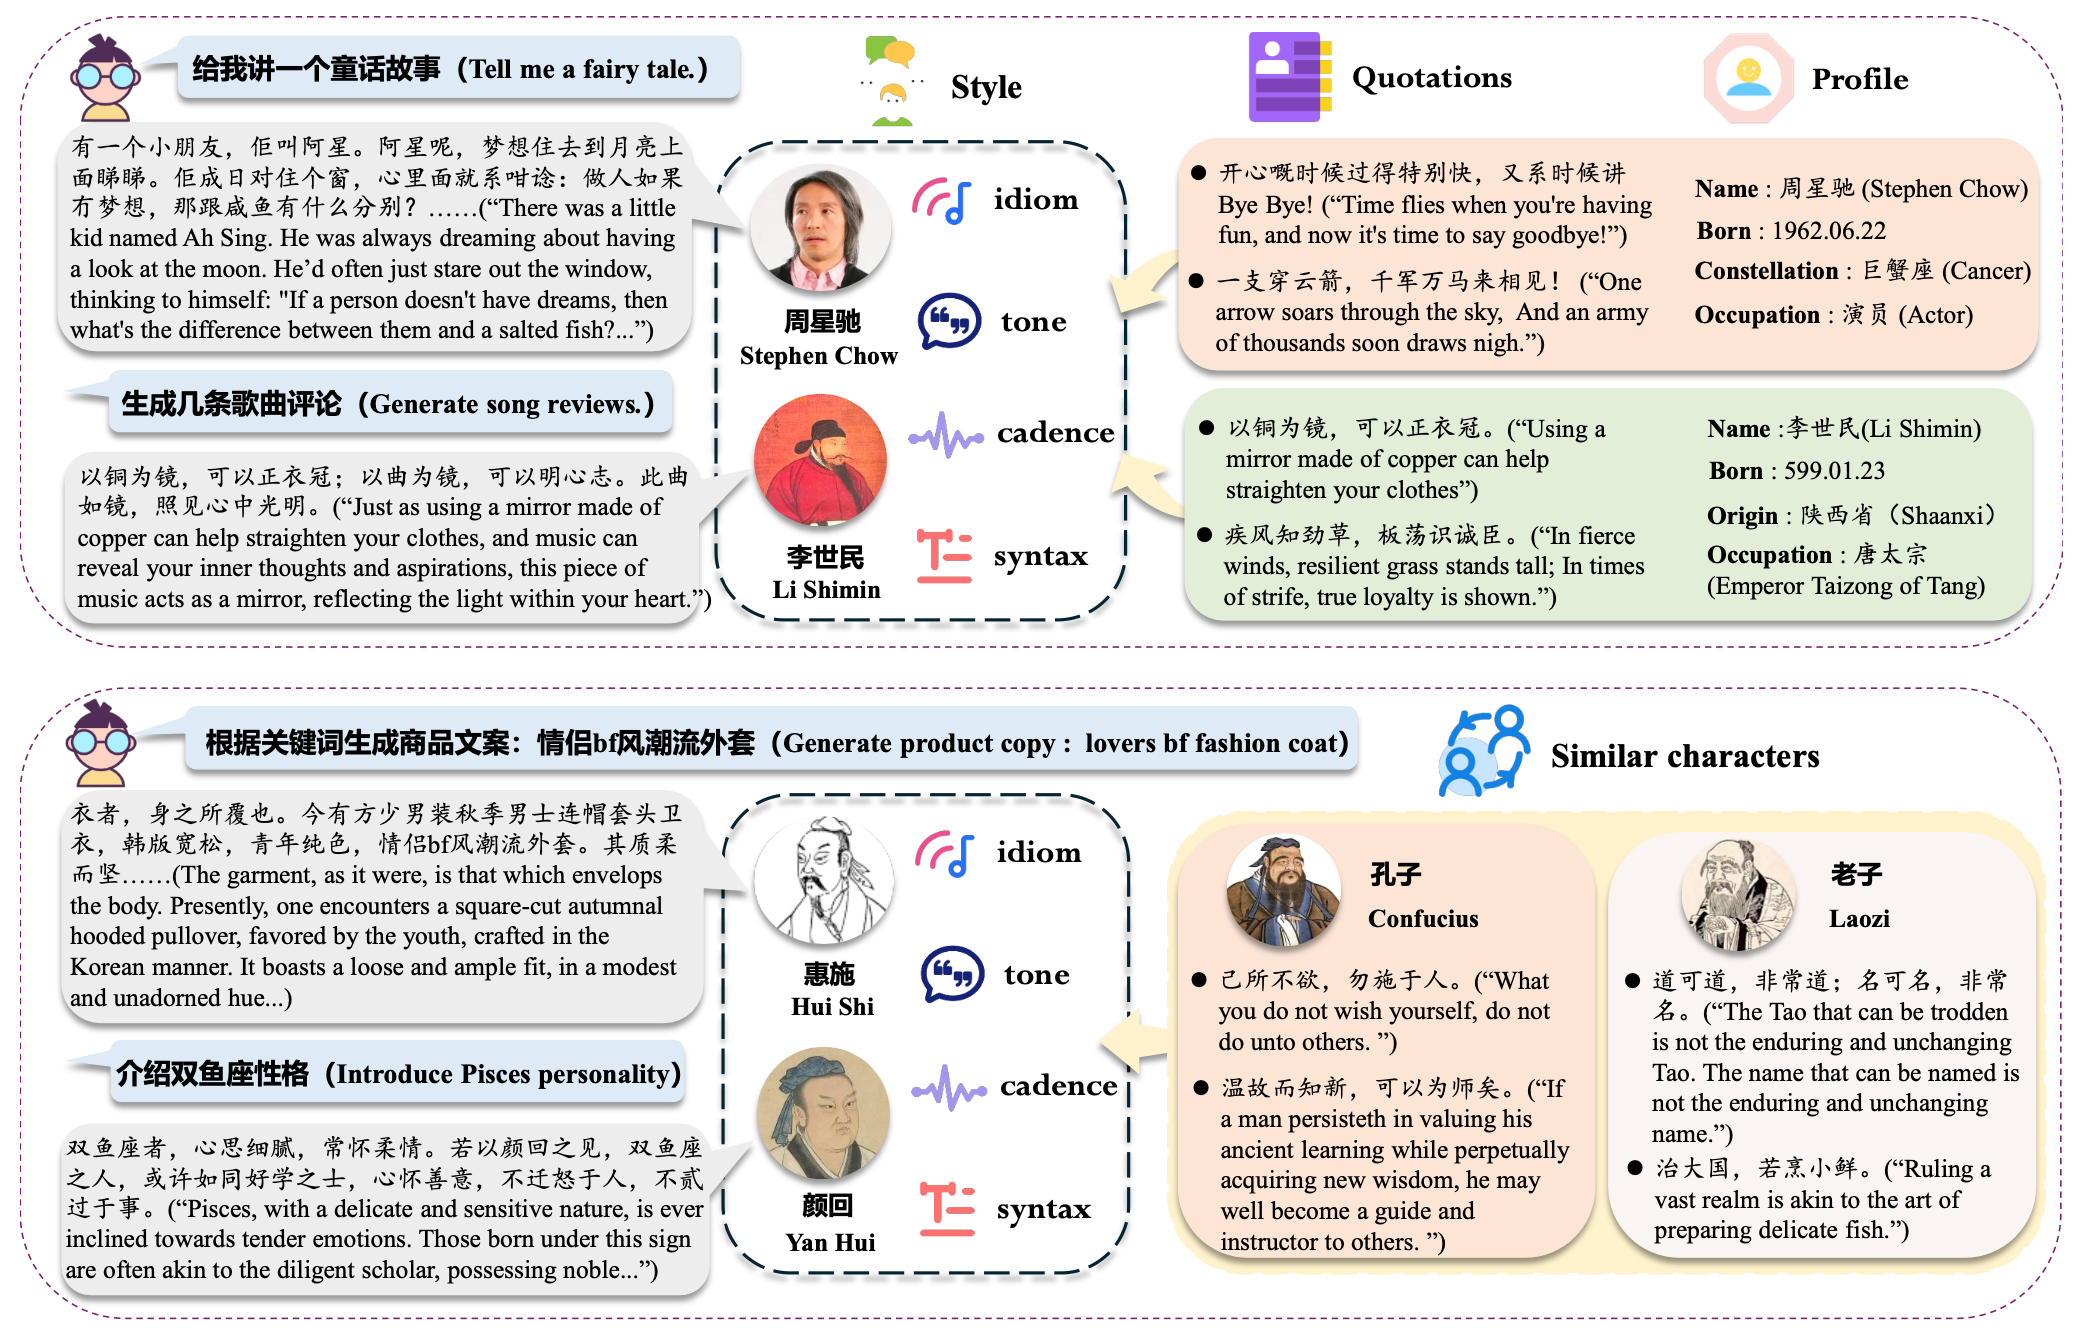 给我讲一个童话故事（Tell me a fairy tale.）
有一个小朋友，佢叫阿星。阿星呢，梦想住去到月亮上
面睇睇。佢成日对住个窗，心里面就系咁谂：做人如果
冇梦想，那跟咸鱼有什么分别？……(“There was a little
kid named Ah Sing. He was always dreaming about having
a look at the moon. He’d often just stare out the window,
thinking to himself: "If a person doesn't have dreams, then
what's the difference between them and a salted fish?...”)
生成几条歌曲评论（Generate song reviews.）
以铜为镜，可以正衣冠；以曲为镜，可以明心志。此曲
如镜，照见心中光明。(“Just as using a mirror made of
copper can help straighten your clothes, and music can
reveal your inner thoughts and aspirations, this piece of
music acts as a mirror, reflecting the light within your heart.”)
Style
周星驰
Stephen Chow
李世民
Li Shimin
idiom
tone
cadence
syntax
Quotations
Profile
● 开心嘅时候过得特别快，又系时候讲
Bye Bye! (“Time flies when you're having
fun, and now it's time to say goodbye!”)
● 一支穿云箭，千军万马来相见！ (“One
arrow soars through the sky, And an army
of thousands soon draws nigh.”)
Name : 周星驰 (Stephen Chow)
Born : 1962.06.22
Constellation : 巨蟹座 (Cancer)
Occupation : 演员 (Actor)
● 以铜为镜，可以正衣冠。(“Using a
mirror made of copper can help
straighten your clothes”)
● 疾风知劲草，板荡识诚臣。(“In fierce
winds, resilient grass stands tall; In times
of strife, true loyalty is shown.”)
Name :李世民(Li Shimin)
Born : 599.01.23
Origin : 陕西省（Shaanxi）
Occupation : 唐太宗
(Emperor Taizong of Tang)
根据关键词生成商品文案：情侣bf风潮流外套（Generate product copy : lovers bf fashion coat）
衣者，身之所覆也。今有方少男装秋季男士连帽套头卫
衣，韩版宽松，青年纯色，情侣bf风潮流外套。其质柔
而坚……(The garment, as it were, is that which envelops
the body. Presently, one encounters a square-cut autumnal
hooded pullover, favored by the youth, crafted in the
Korean manner. It boasts a loose and ample fit, in a modest
and unadorned hue...)
介绍双鱼座性格（Introduce Pisces personality）
双鱼座者，心思细腻，常怀柔情。若以颜回之见，双鱼座
之人，或许如同好学之士，心怀善意，不迁怒于人，不贰
过于事。(“Pisces, with a delicate and sensitive nature, is ever
inclined towards tender emotions. Those born under this sign
are often akin to the diligent scholar, possessing noble...”)
惠施
Hui Shi
颜回
Yan Hui
idiom
tone
cadence
syntax
Similar characters
孔子
Confucius
● 己所不欲，勿施于人。(“What
you do not wish yourself, do not
do unto others. ”)
● 温故而知新，可以为师矣。(“If
a man persisteth in valuing his
ancient learning while perpetually
acquiring new wisdom, he may
well become a guide and
instructor to others. ”)
老子
Laozi
● 道可道，非常道；名可名，非常
名。(“The Tao that can be trodden
is not the enduring and unchanging
Tao. The name that can be named is
not the enduring and unchanging
name.”)
● 治大国，若烹小鲜。(“Ruling a
vast realm is akin to the art of
preparing delicate fish.”)